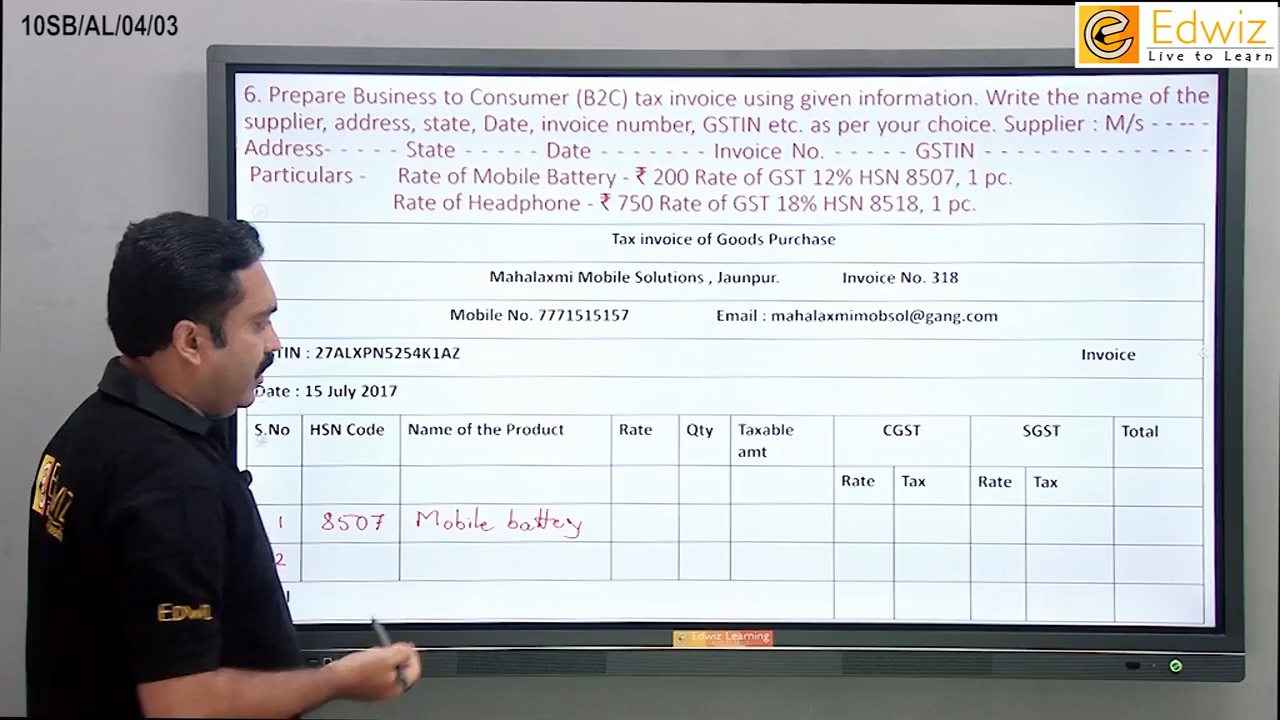 10SB/AL/04/03
Edwiz
Live to Learn
6. Prepare Business to Consumer (B2C) tax invoice using given information. Write the name of the
supplier, address, state, Date, invoice number, GSTIN etc. as per your choice. Supplier : M/s - - - - -
Address- - - - - State - - - - - Date - - - - - - - Invoice No. - - - - - GSTIN - - - - - - - - - - - - - -
Particulars - Rate of Mobile Battery - ₹ 200 Rate of GST 12% HSN 8507, 1 pc.
Rate of Headphone - ₹ 750 Rate of GST 18% HSN 8518, 1 pc.
Tax invoice of Goods Purchase
Mahalaxmi Mobile Solutions , Jaunpur. Invoice No. 318
Mobile No. 7771515157 Email : mahalaxmimobsol@gang.com
TIN : 27ALXPN5254K1AZ Invoice
Date : 15 July 2017
S.No HSN Code Name of the Product Rate Qty Taxable amt CGST SGST Total
Rate Tax Rate Tax
1 8507 Mobile battery
2
Edwiz Learning